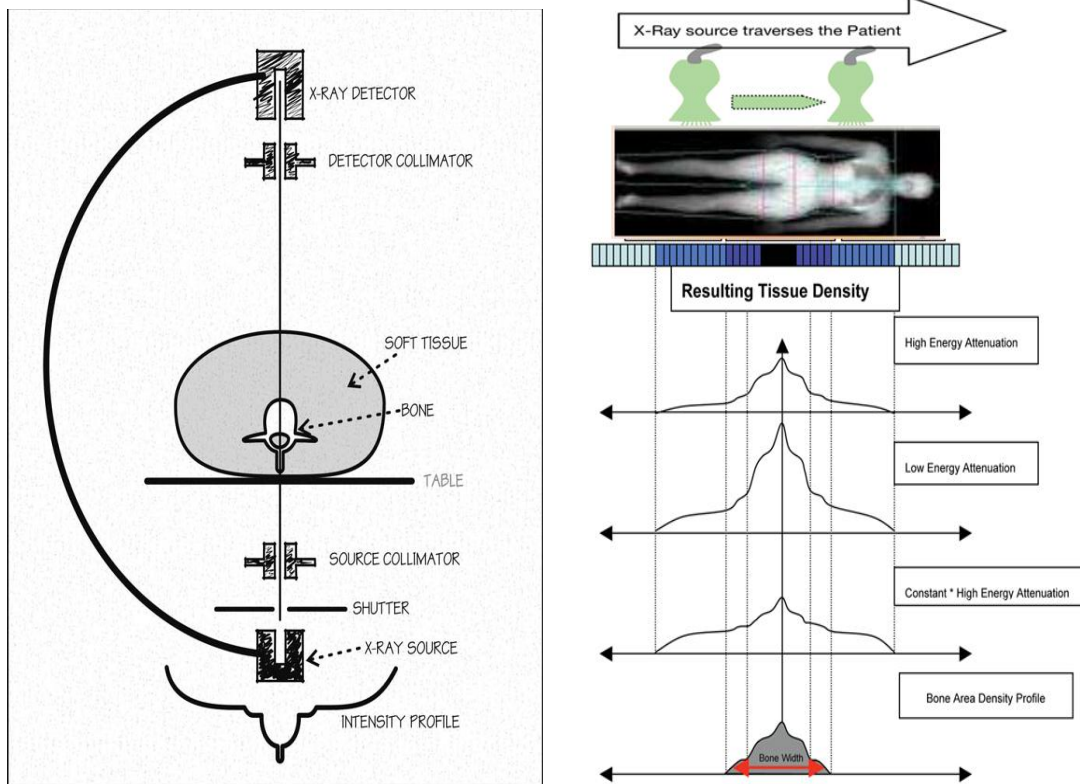 X-RAY DETECTOR
DETECTOR COLLIMATOR
SOFT TISSUE
BONE
TABLE
SOURCE COLLIMATOR
SHUTTER
X-RAY SOURCE
INTENSITY PROFILE
X-Ray source traverses the Patient
Resulting Tissue Density
High Energy Attenuation
Low Energy Attenuation
Constant * High Energy Attenuation
Bone Area Density Profile
Bone Width